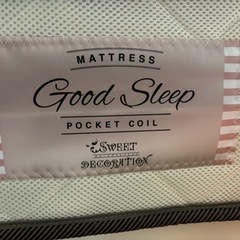 MATTRESS
Good Sleep
POCKET COIL
SWEET
DECORATION